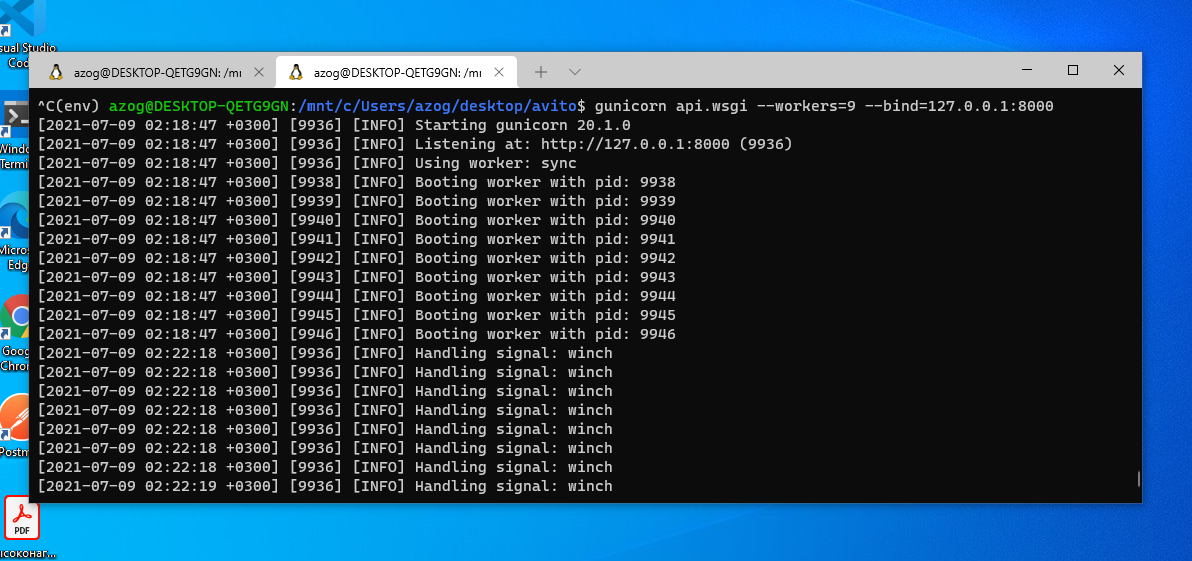 sual Studio
Cod
Windo
Termi
Micros
Edg
Goog
Chron
Postm
PDF
azog@DESKTOP-QETG9GN: /mi
azog@DESKTOP-QETG9GN: /mi
^C(env) azog@DESKTOP-QETG9GN:/mnt/c/Users/azog/desktop/avito$ gunicorn api.wsgi --workers=9 --bind=127.0.0.1:8000
[2021-07-09 02:18:47 +0300] [9936] [INFO] Starting gunicorn 20.1.0
[2021-07-09 02:18:47 +0300] [9936] [INFO] Listening at: http://127.0.0.1:8000 (9936)
[2021-07-09 02:18:47 +0300] [9936] [INFO] Using worker: sync
[2021-07-09 02:18:47 +0300] [9938] [INFO] Booting worker with pid: 9938
[2021-07-09 02:18:47 +0300] [9939] [INFO] Booting worker with pid: 9939
[2021-07-09 02:18:47 +0300] [9940] [INFO] Booting worker with pid: 9940
[2021-07-09 02:18:47 +0300] [9941] [INFO] Booting worker with pid: 9941
[2021-07-09 02:18:47 +0300] [9942] [INFO] Booting worker with pid: 9942
[2021-07-09 02:18:47 +0300] [9943] [INFO] Booting worker with pid: 9943
[2021-07-09 02:18:47 +0300] [9944] [INFO] Booting worker with pid: 9944
[2021-07-09 02:18:47 +0300] [9945] [INFO] Booting worker with pid: 9945
[2021-07-09 02:18:47 +0300] [9946] [INFO] Booting worker with pid: 9946
[2021-07-09 02:22:18 +0300] [9936] [INFO] Handling signal: winch
[2021-07-09 02:22:18 +0300] [9936] [INFO] Handling signal: winch
[2021-07-09 02:22:18 +0300] [9936] [INFO] Handling signal: winch
[2021-07-09 02:22:18 +0300] [9936] [INFO] Handling signal: winch
[2021-07-09 02:22:18 +0300] [9936] [INFO] Handling signal: winch
[2021-07-09 02:22:18 +0300] [9936] [INFO] Handling signal: winch
[2021-07-09 02:22:18 +0300] [9936] [INFO] Handling signal: winch
[2021-07-09 02:22:19 +0300] [9936] [INFO] Handling signal: winch